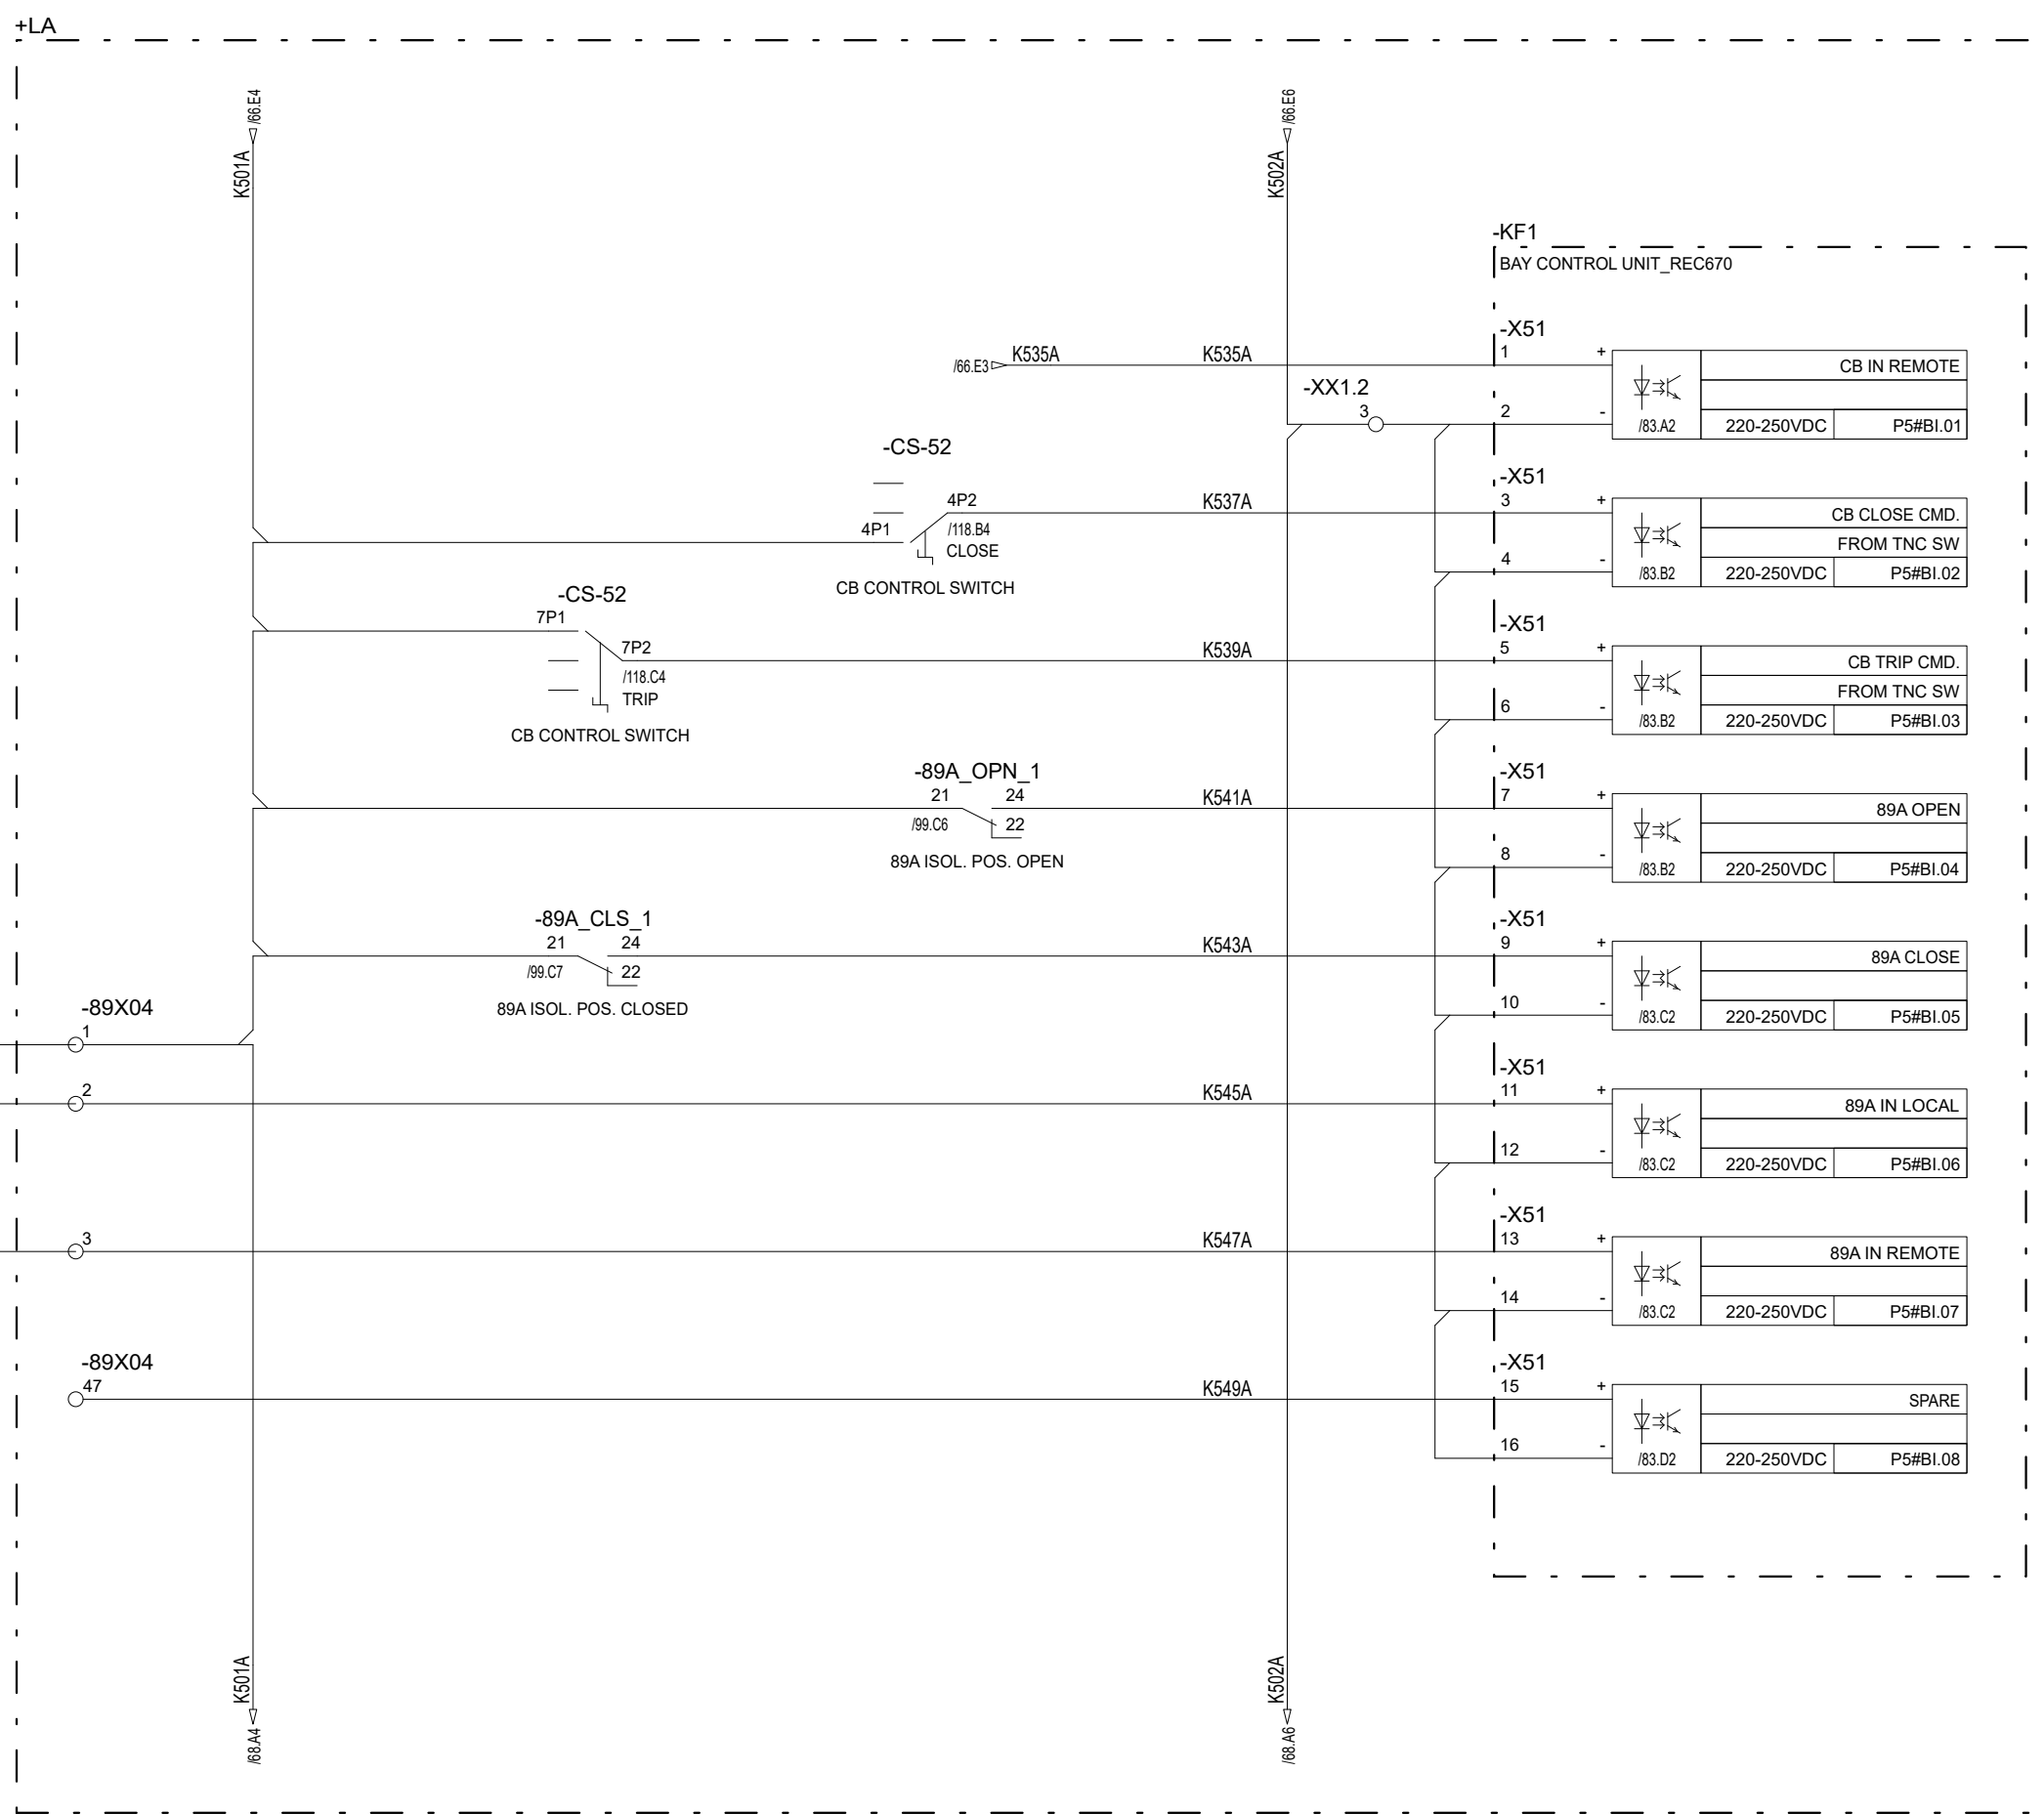 +LA
/66.E4
K501A
/66.E6
K502A
-KF1
BAY CONTROL UNIT_REC670
-X51
/66.E3 K535A K535A 1 + CB IN REMOTE
-XX1.2
3 2 - /83.A2 220-250VDC P5#BI.01
-CS-52
-X51
4P2 K537A 3 + CB CLOSE CMD.
4P1 /118.B4 FROM TNC SW
CLOSE
4 - /83.B2 220-250VDC P5#BI.02
CB CONTROL SWITCH
-CS-52
-X51
7P1
7P2 K539A 5 + CB TRIP CMD.
/118.C4 FROM TNC SW
TRIP
6 - /83.B2 220-250VDC P5#BI.03
CB CONTROL SWITCH
-89A_OPN_1
-X51
21 24 K541A 7 + 89A OPEN
/99.C6 22
89A ISOL. POS. OPEN
8 - /83.B2 220-250VDC P5#BI.04
-89A_CLS_1
-X51
21 24 K543A 9 + 89A CLOSE
/99.C7 22
89A ISOL. POS. CLOSED
10 - /83.C2 220-250VDC P5#BI.05
-89X04
1
-X51
2 K545A 11 + 89A IN LOCAL
12 - /83.C2 220-250VDC P5#BI.06
-X51
3 K547A 13 + 89A IN REMOTE
14 - /83.C2 220-250VDC P5#BI.07
-89X04
-X51
47 K549A 15 + SPARE
16 - /83.D2 220-250VDC P5#BI.08
K501A
/68.A4
K502A
/68.A6